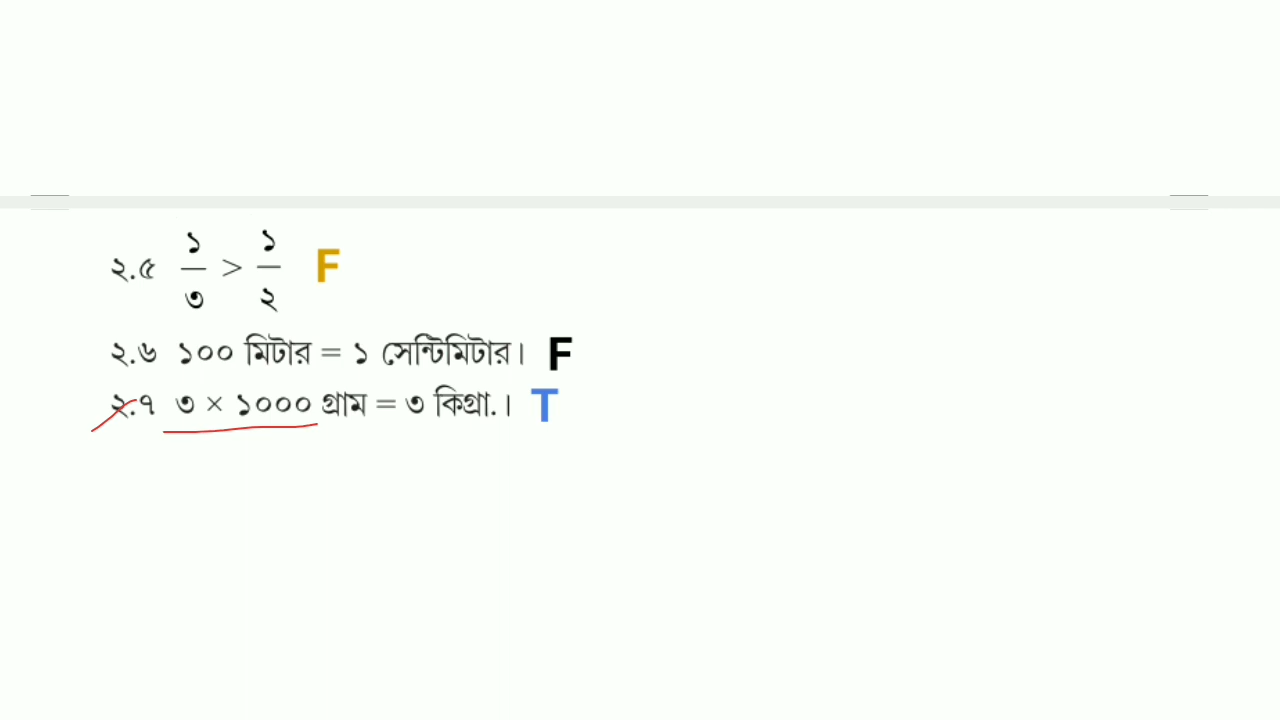 ২.৫ ১/৩ > ১/২ F
২.৬ ১০০ মিটার = ১ সেন্টিমিটার। F
২.৭ ৩ × ১০০০ গ্রাম = ৩ কিগ্রা.। T